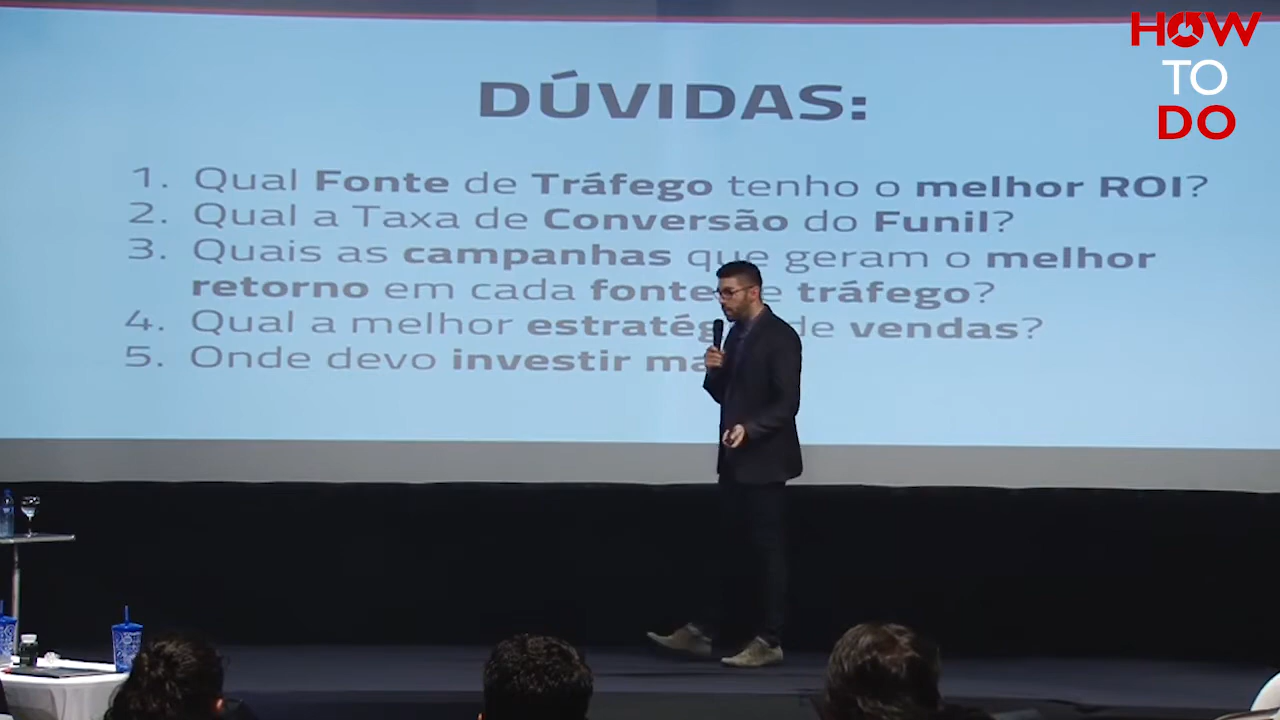 HOW
TO
DO
DÚVIDAS:
1. Qual Fonte de Tráfego tenho o melhor ROI?
2. Qual a Taxa de Conversão do Funil?
3. Quais as campanhas que geram o melhor
retorno em cada fonte tráfego?
4. Qual a melhor de vendas?
5. Onde devo investir